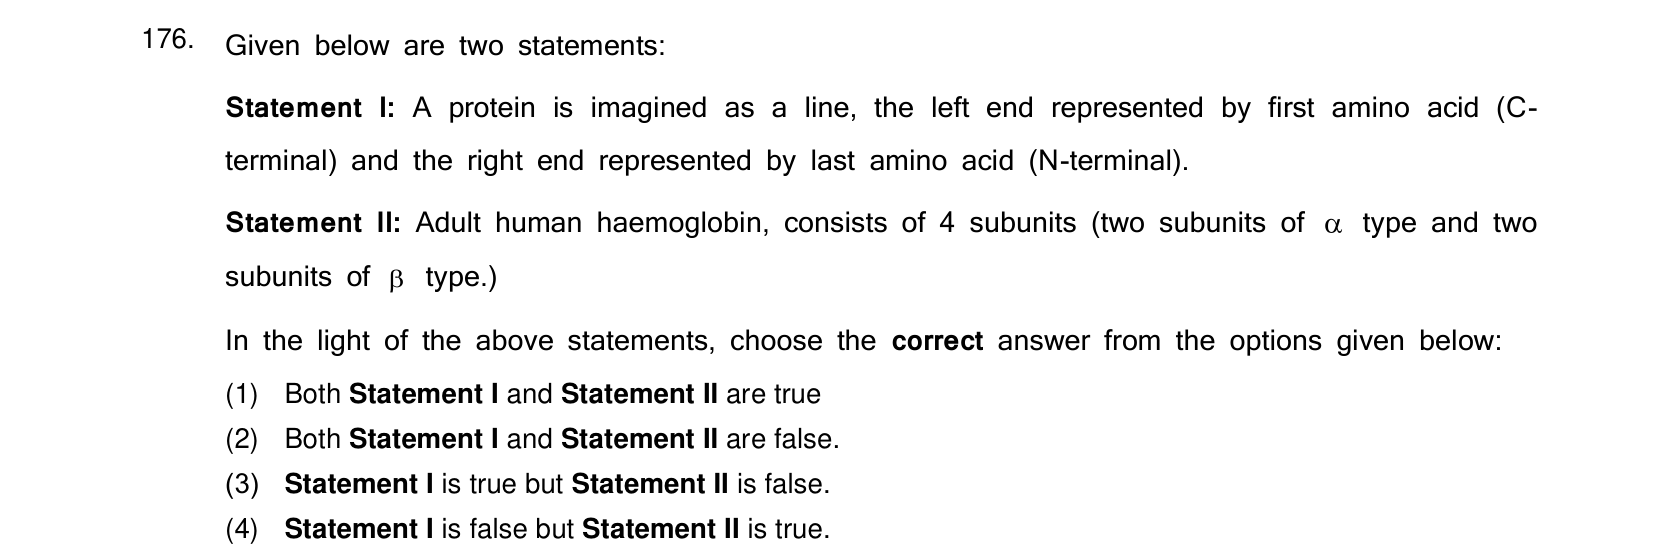 176. Given below are two statements:
Statement I: A protein is imagined as a line, the left end represented by first amino acid (C-
terminal) and the right end represented by last amino acid (N-terminal).
Statement II: Adult human haemoglobin, consists of 4 subunits (two subunits of α type and two
subunits of β type.)
In the light of the above statements, choose the correct answer from the options given below:
(1) Both Statement I and Statement II are true
(2) Both Statement I and Statement II are false.
(3) Statement I is true but Statement II is false.
(4) Statement I is false but Statement II is true.